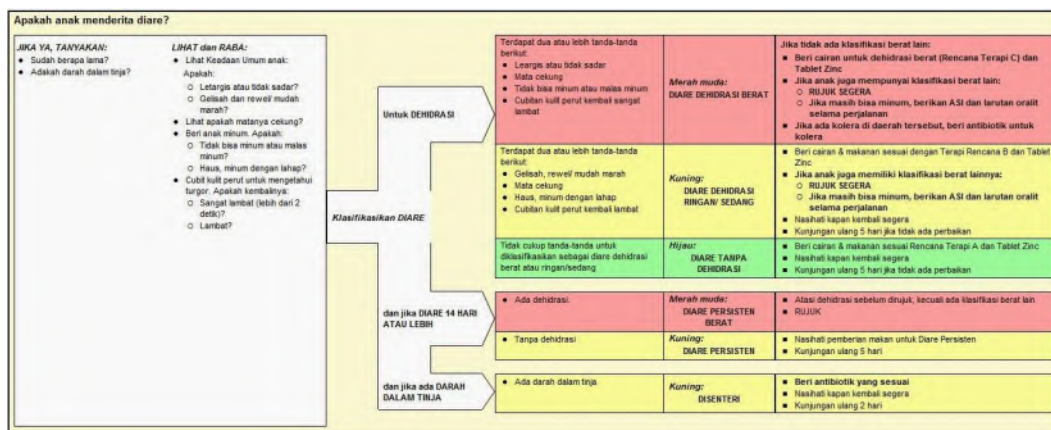 Apakah anak menderita diare?
JIKA YA, TANYAKAN:
● Sudah berapa lama?
● Adakah darah dalam tinja?
LIHAT dan RABA:
● Lihat Keadaan Umum anak:
Apakah:
○ Letargis atau tidak sadar?
○ Gelisah dan rewel/ mudah
marah?
● Lihat apakah matanya cekung?
● Beri anak minum. Apakah:
○ Tidak bisa minum atau malas
minum?
○ Haus, minum dengan lahap?
● Cubit kulit perut untuk mengetahui
turgor. Apakah kembalinya:
○ Sangat lambat (lebih dari 2
detik)?
○ Lambat?
Klasifikasikan DIARE
Untuk DEHIDRASI
Terdapat dua atau lebih tanda-tanda
berikut:
● Leargis atau tidak sadar
● Mata cekung
● Tidak bisa minum atau malas minum
● Cubitan kulit perut kembali sangat
lambat
Merah muda:
DIARE DEHIDRASI BERAT
Jika tidak ada klasifikasi berat lain:
■ Beri cairan untuk dehidrasi berat (Rencana Terapi C) dan
Tablet Zinc
■ Jika anak juga mempunyai klasifikasi berat lain:
○ RUJUK SEGERA
○ Jika masih bisa minum, berikan ASI dan larutan oralit
selama perjalanan
■ Jika ada kolera di daerah tersebut, beri antibiotik untuk
kolera
Terdapat dua atau lebih tanda-tanda
berikut:
● Gelisah, rewel/ mudah marah
● Mata cekung
● Haus, minum dengan lahap
● Cubitan kulit perut kembali lambat
Kuning:
DIARE DEHIDRASI
RINGAN/ SEDANG
■ Beri cairan & makanan sesuai dengan Terapi Rencana B dan Tablet
Zinc
■ Jika anak juga memiliki klasifikasi berat lainnya:
○ RUJUK SEGERA
○ Jika masih bisa minum, berikan ASI dan larutan oralit
selama perjalanan
■ Nasihati kapan kembali segera
■ Kunjungan ulang 5 hari jika tidak ada perbaikan
Tidak cukup tanda-tanda untuk
diklasifikasikan sebagai diare dehidrasi
berat atau ringan/sedang
Hijau:
DIARE TANPA
DEHIDRASI
■ Beri cairan & makanan sesuai Rencana Terapi A dan Tablet Zinc
■ Nasihati kapan kembali segera
■ Kunjungan ulang 5 hari jika tidak ada perbaikan
dan jika DIARE 14 HARI
ATAU LEBIH
● Ada dehidrasi.
Merah muda:
DIARE PERSISTEN
BERAT
■ Atasi dehidrasi sebelum dirujuk, kecuali ada klasifikasi berat lain
■ RUJUK
● Tanpa dehidrasi
Kuning:
DIARE PERSISTEN
■ Nasihati pemberian makan untuk Diare Persisten
■ Kunjungan ulang 5 hari
dan jika ada DARAH
DALAM TINJA
● Ada darah dalam tinja
Kuning:
DISENTERI
■ Beri antibiotik yang sesuai
■ Nasihati kapan kembali segera
■ Kunjungan ulang 2 hari